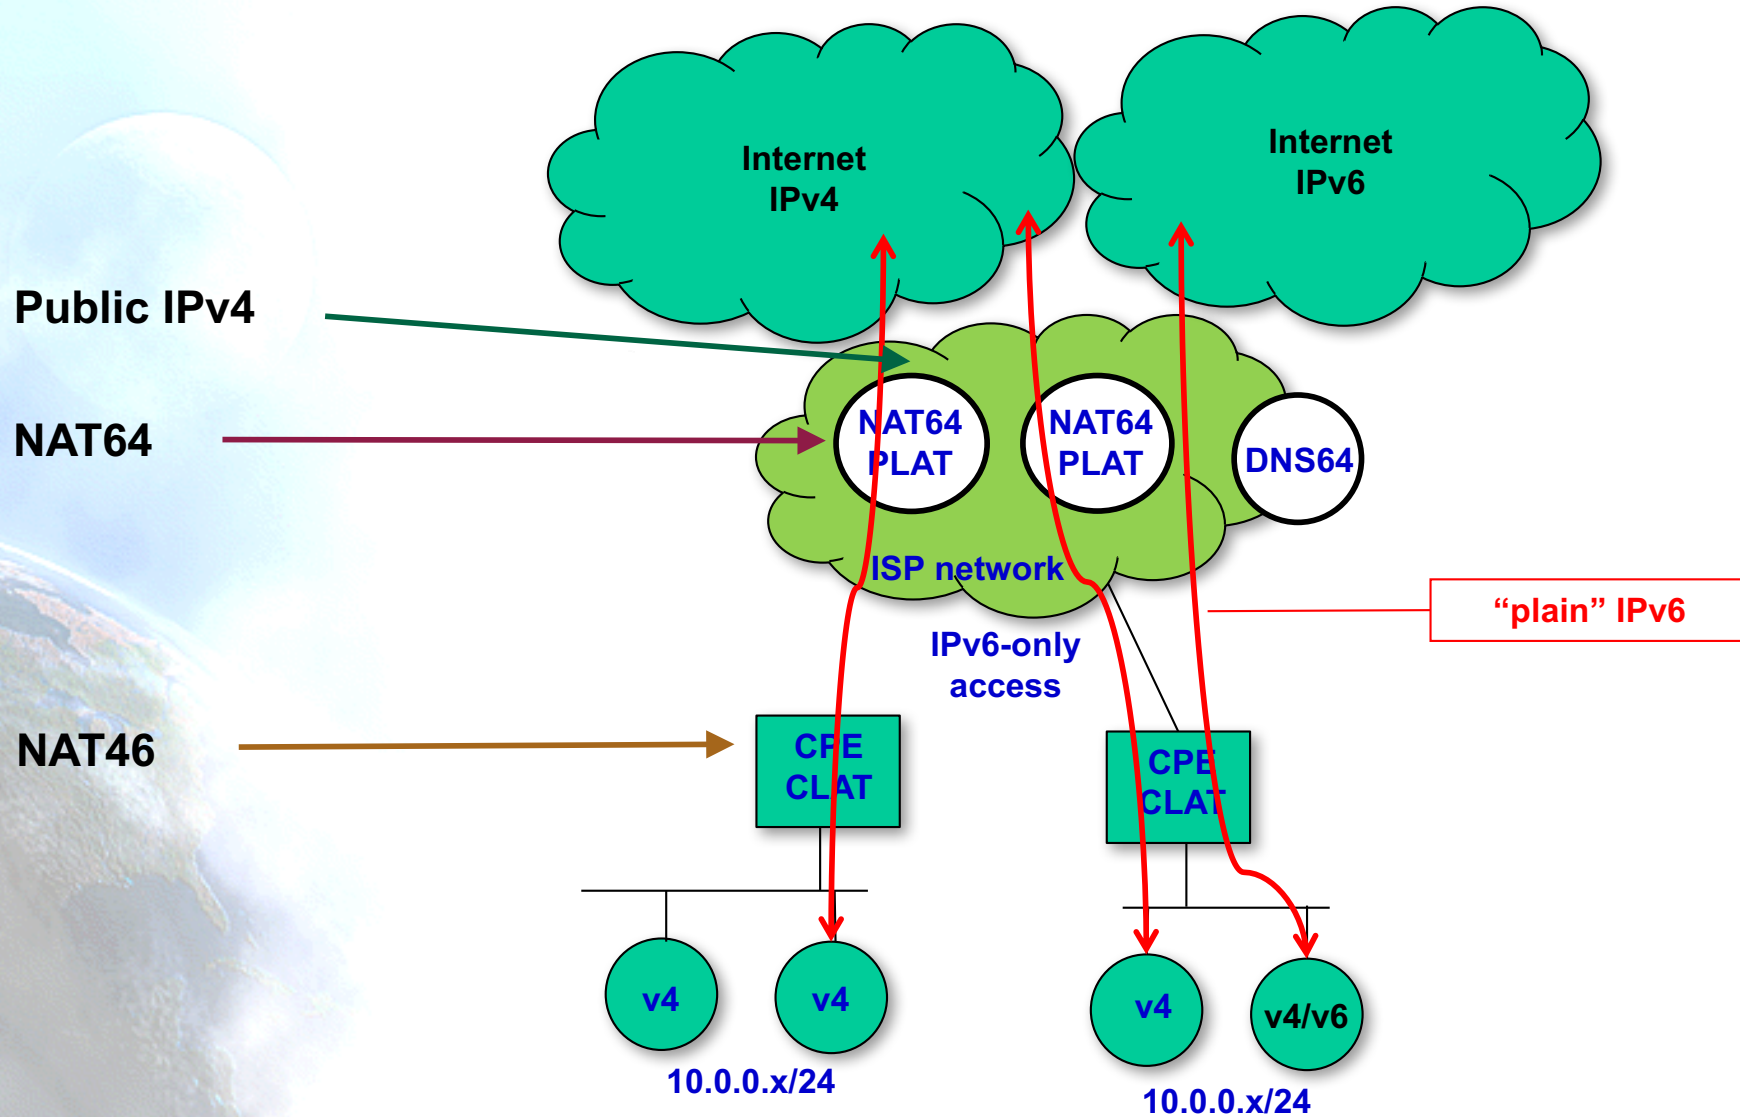 Internet
IPv4
Internet
IPv6
Public IPv4
NAT64
NAT64
PLAT
NAT64
PLAT
DNS64
ISP network
“plain” IPv6
IPv6-only
access
NAT46
CPE
CLAT
CPE
CLAT
v4
v4
v4
v4/v6
10.0.0.x/24
10.0.0.x/24